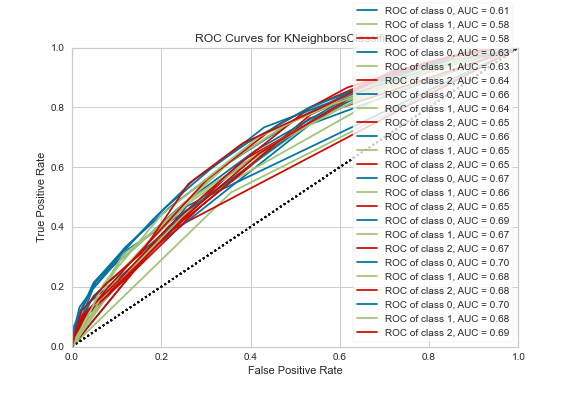 ROC Curves for KNeighborsClassifier
ROC of class 0, AUC = 0.61
ROC of class 1, AUC = 0.58
ROC of class 2, AUC = 0.58
ROC of class 0, AUC = 0.63
ROC of class 1, AUC = 0.63
ROC of class 2, AUC = 0.64
ROC of class 0, AUC = 0.66
ROC of class 1, AUC = 0.64
ROC of class 2, AUC = 0.65
ROC of class 0, AUC = 0.66
ROC of class 1, AUC = 0.65
ROC of class 2, AUC = 0.65
ROC of class 0, AUC = 0.67
ROC of class 1, AUC = 0.66
ROC of class 2, AUC = 0.65
ROC of class 0, AUC = 0.69
ROC of class 1, AUC = 0.67
ROC of class 2, AUC = 0.67
ROC of class 0, AUC = 0.70
ROC of class 1, AUC = 0.68
ROC of class 2, AUC = 0.68
ROC of class 0, AUC = 0.70
ROC of class 1, AUC = 0.68
ROC of class 2, AUC = 0.69
True Positive Rate
1.0
0.8
0.6
0.4
0.2
0.0
0.0 0.2 0.4 0.6 0.8 1.0
False Positive Rate